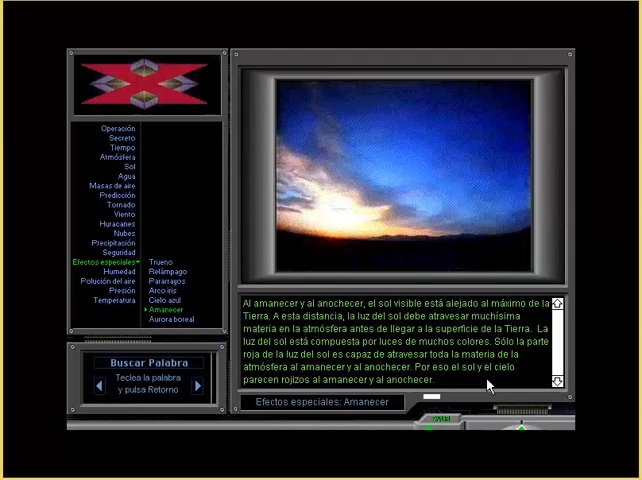 Operación
Secreto
Tiempo
Atmósfera
Sol
Agua
Masas de aire
Predicción
Tornado
Viento
Huracanes
Nubes
Precipitación
Seguridad
Efectos especiales
Humedad
Polución del aire
Presión
Temperatura
Trueno
Relámpago
Pararrayos
Arco iris
Cielo azul
Amanecer
Aurora boreal
Al amanecer y al anochecer, el sol visible está alejado al máximo de la
Tierra. A esta distancia, la luz del sol debe atravesar muchísima
materia en la atmósfera antes de llegar a la superficie de la Tierra. La
luz del sol está compuesta por luces de muchos colores. Sólo la parte
roja de la luz del sol es capaz de atravesar toda la materia de la
atmósfera al amanecer y al anochecer. Por eso el sol y el cielo
parecen rojizos al amanecer y al anochecer.
Buscar Palabra
Teclea la palabra
y pulsa Retorno
Efectos especiales: Amanecer